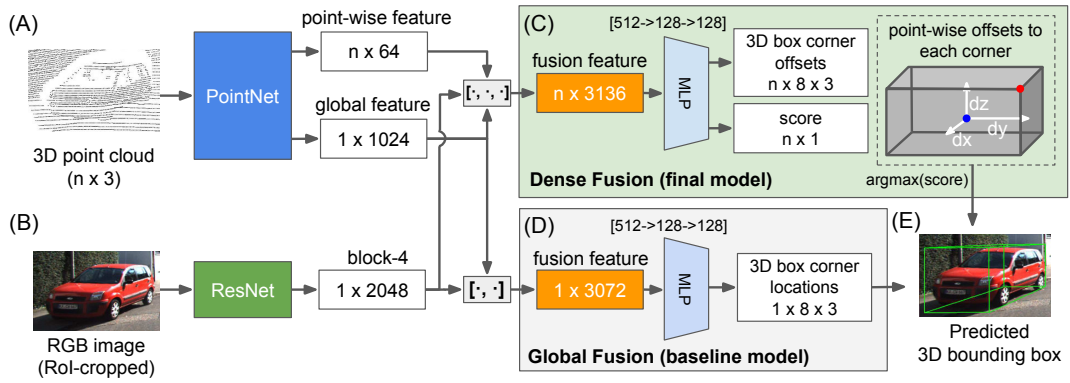 (A)
3D point cloud
(n x 3)
PointNet
point-wise feature
n x 64
global feature
1 x 1024
[·, ·, ·]
(B)
RGB image
(RoI-cropped)
ResNet
block-4
1 x 2048
[·, ·]
(C)
[512->128->128]
fusion feature
n x 3136
MLP
3D box corner
offsets
n x 8 x 3
score
n x 1
point-wise offsets to
each corner
dz
dy
dx
Dense Fusion (final model)
argmax(score)
(D)
[512->128->128]
fusion feature
1 x 3072
MLP
3D box corner
locations
1 x 8 x 3
Global Fusion (baseline model)
(E)
Predicted
3D bounding box